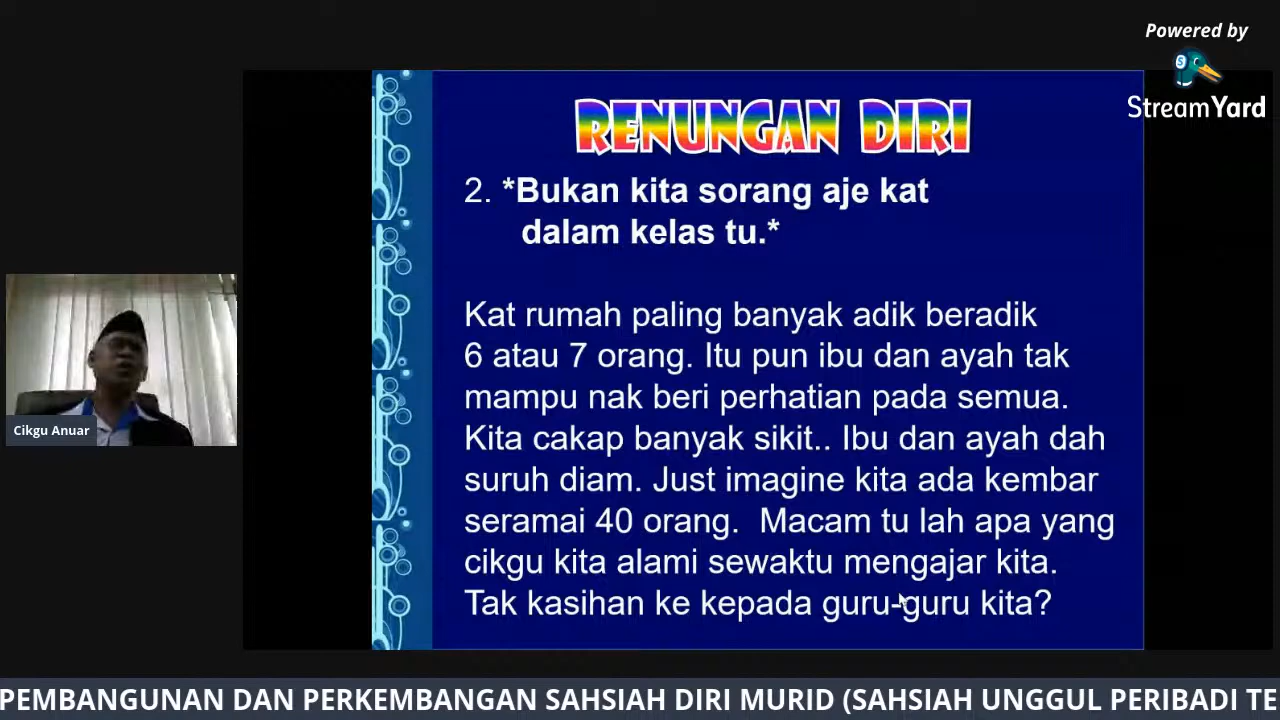 Powered by
StreamYard
RENUNGAN DIRI
2. *Bukan kita sorang aje kat
dalam kelas tu.*
Kat rumah paling banyak adik beradik
6 atau 7 orang. Itu pun ibu dan ayah tak
mampu nak beri perhatian pada semua.
Kita cakap banyak sikit.. Ibu dan ayah dah
suruh diam. Just imagine kita ada kembar
seramai 40 orang.  Macam tu lah apa yang
cikgu kita alami sewaktu mengajar kita.
Tak kasihan ke kepada guru-guru kita?
Cikgu Anuar
PEMBANGUNAN DAN PERKEMBANGAN SAHSIAH DIRI MURID (SAHSIAH UNGGUL PERIBADI TE